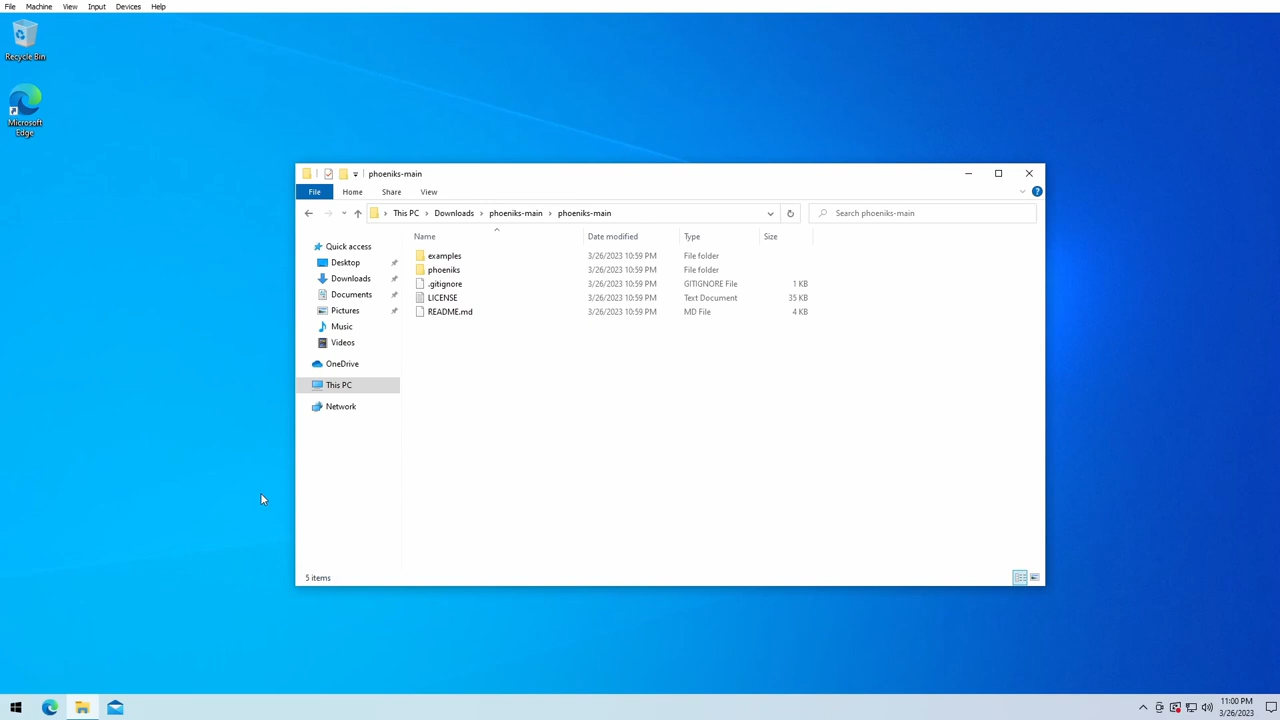 File Machine View Input Devices Help
Recycle Bin
Microsoft
Edge
phoeniks-main
File Home Share View
This PC Downloads phoeniks-main phoeniks-main
Search phoeniks-main
Name Date modified Type Size
Quick access
Desktop
Downloads
Documents
Pictures
Music
Videos
OneDrive
This PC
Network
examples 3/26/2023 10:59 PM File folder
phoeniks 3/26/2023 10:59 PM File folder
.gitignore 3/26/2023 10:59 PM GITIGNORE File 1 KB
LICENSE 3/26/2023 10:59 PM Text Document 35 KB
README.md 3/26/2023 10:59 PM MD File 4 KB
5 items
11:00 PM
3/26/2023